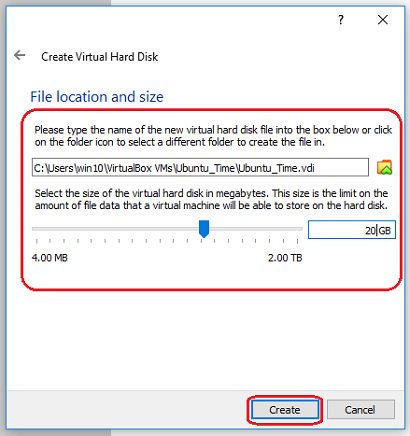 ?
Create Virtual Hard Disk
File location and size
Please type the name of the new virtual hard disk file into the box below or click
on the folder icon to select a different folder to create the file in.
C:\Users\win10\VirtualBox VMs\Ubuntu_Time\Ubuntu_Time.vdi
Select the size of the virtual hard disk in megabytes. This size is the limit on the
amount of file data that a virtual machine will be able to store on the hard disk.
20 GB
4.00 MB 2.00 TB
Create Cancel